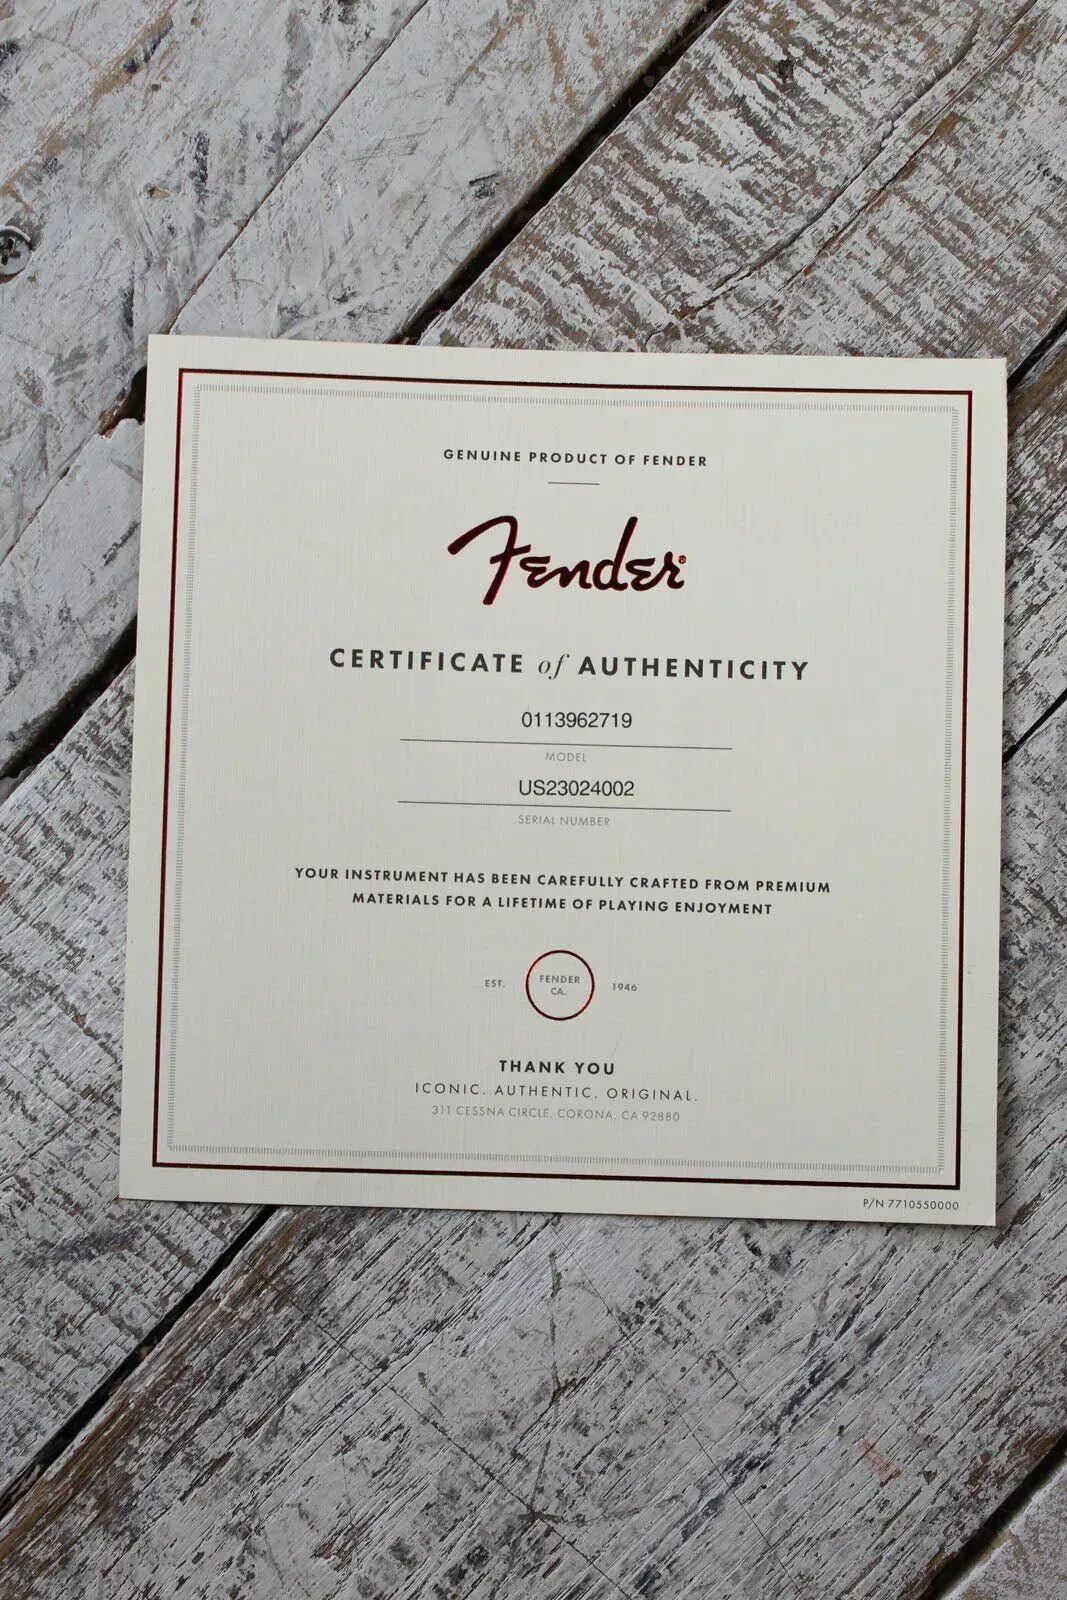 GENUINE PRODUCT OF FENDER
Fender®
CERTIFICATE of AUTHENTICITY
0113962719
MODEL
US23024002
SERIAL NUMBER
YOUR INSTRUMENT HAS BEEN CAREFULLY CRAFTED FROM PREMIUM
MATERIALS FOR A LIFETIME OF PLAYING ENJOYMENT
EST. FENDER CA. 1946
THANK YOU
ICONIC. AUTHENTIC. ORIGINAL.
311 CESSNA CIRCLE, CORONA, CA 92880
P/N 7710550000